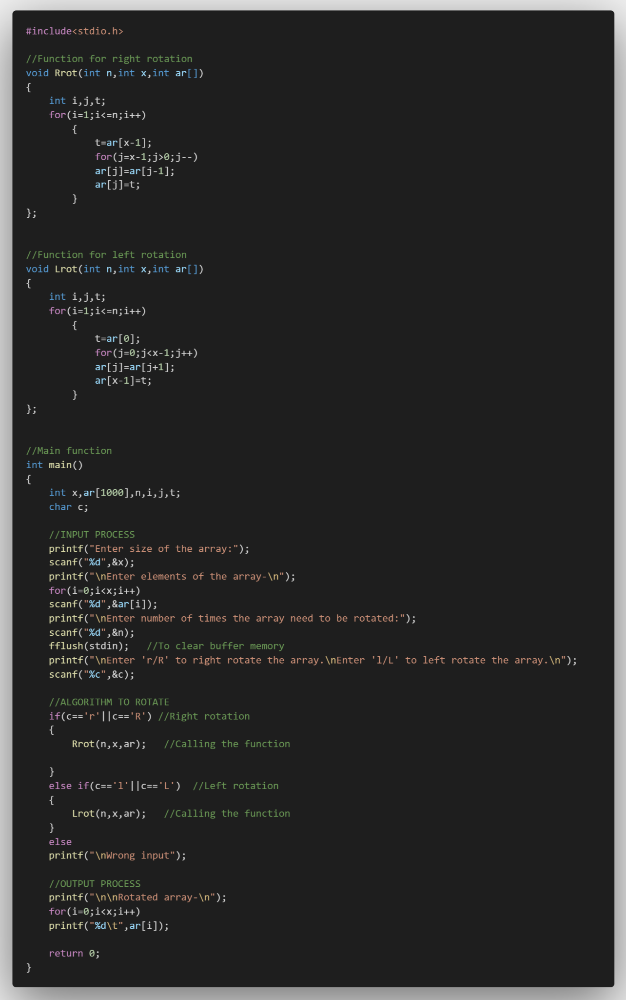 #include<stdio.h>
//Function for right rotation
void Rrot(int n,int x,int ar[])
{
int i,j,t;
for(i=1;i<=n;i++)
{
t=ar[x-1];
for(j=x-1;j>0;j--)
ar[j]=ar[j-1];
ar[j]=t;
}
};
//Function for left rotation
void Lrot(int n,int x,int ar[])
{
int i,j,t;
for(i=1;i<=n;i++)
{
t=ar[0];
for(j=0;j<x-1;j++)
ar[j]=ar[j+1];
ar[x-1]=t;
}
};
//Main function
int main()
{
int x,ar[1000],n,i,j,t;
char c;
//INPUT PROCESS
printf("Enter size of the array:");
scanf("%d",&x);
printf("\nEnter elements of the array-\n");
for(i=0;i<x;i++)
scanf("%d",&ar[i]);
printf("\nEnter number of times the array need to be rotated:");
scanf("%d",&n);
fflush(stdin);   //To clear buffer memory
printf("\nEnter 'r/R' to right rotate the array.\nEnter 'l/L' to left rotate the array.\n");
scanf("%c",&c);
//ALGORITHM TO ROTATE
if(c=='r'||c=='R') //Right rotation
{
Rrot(n,x,ar);   //Calling the function
}
else if(c=='l'||c=='L')  //Left rotation
{
Lrot(n,x,ar);   //Calling the function
}
else
printf("\nWrong input");
//OUTPUT PROCESS
printf("\n\nRotated array-\n");
for(i=0;i<x;i++)
printf("%d\t",ar[i]);
return 0;
}